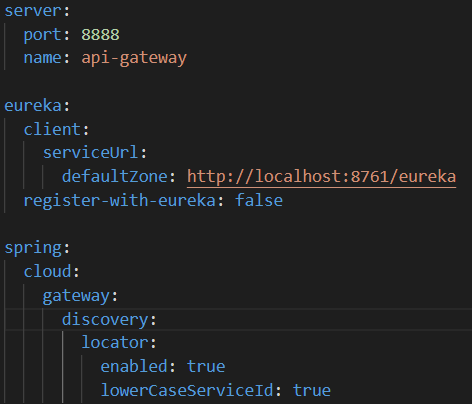 server:
  port: 8888
  name: api-gateway

eureka:
  client:
    serviceUrl:
      defaultZone: http://localhost:8761/eureka
  register-with-eureka: false

spring:
  cloud:
    gateway:
      discovery:
        locator:
          enabled: true
          lowerCaseServiceId: true